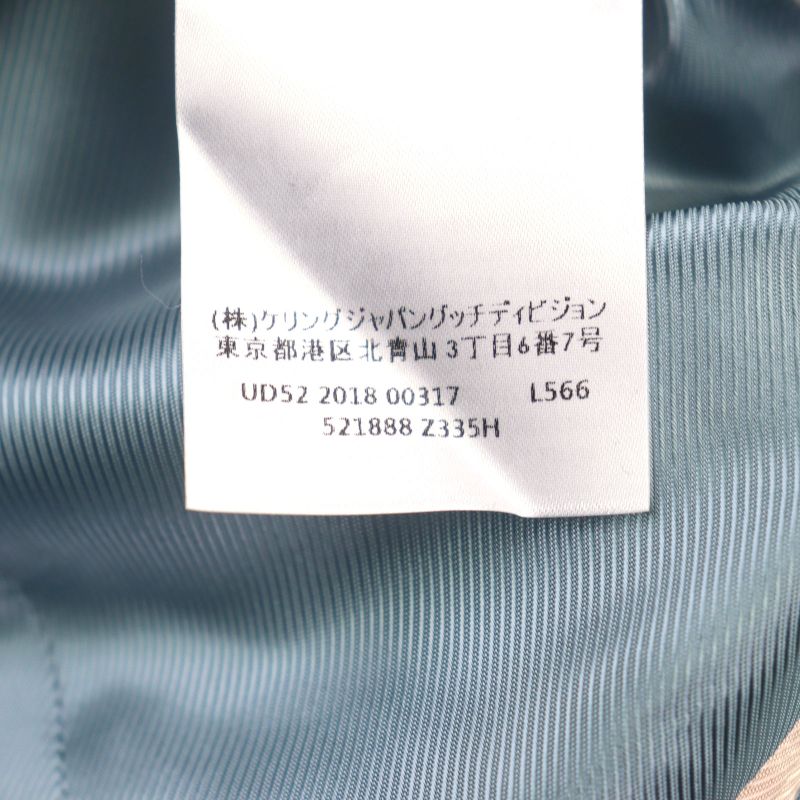 (株)ケリングジャパングッチディビジョン
東京都港区北青山3丁目6番7号
UD52 2018 00317 L566
521888 Z335H